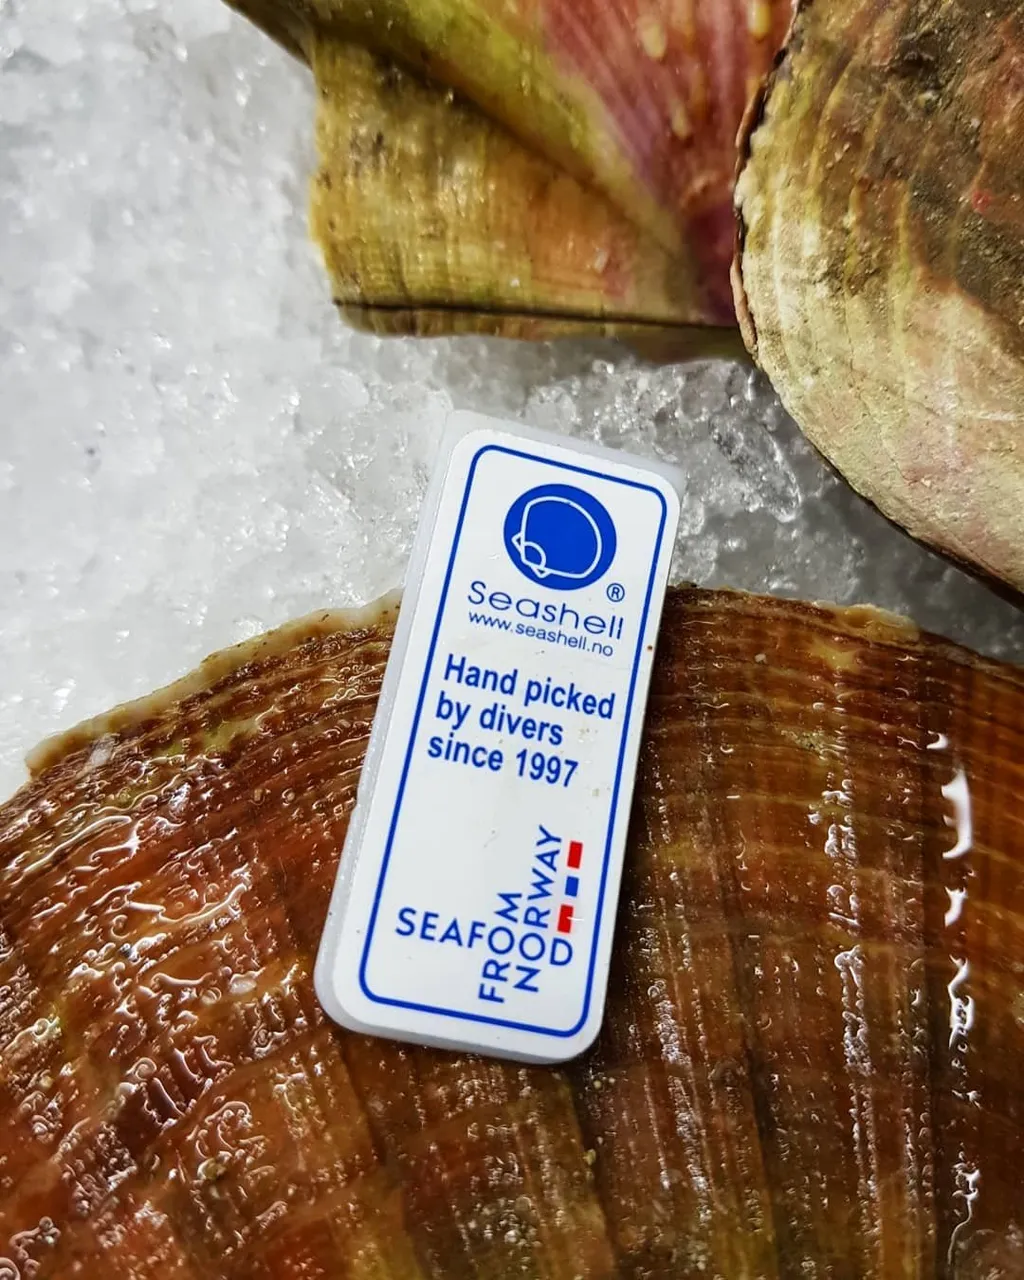 ®
Seashell
www.seashell.no
Hand picked
by divers
since 1997
SEAFOOD
FROM
NORWAY